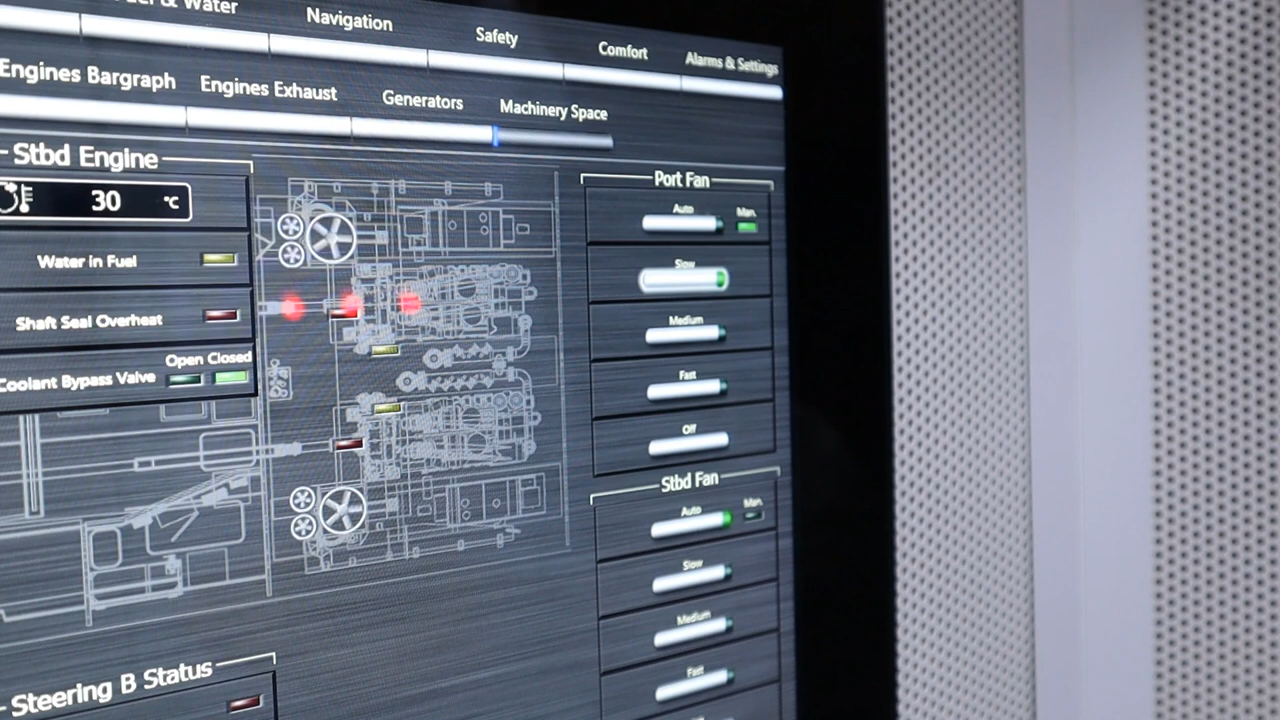 & Water
Navigation
Safety
Comfort
Alarms & Settings
Engines Bargraph
Engines Exhaust
Generators
Machinery Space
Stbd Engine
30 °C
Water in Fuel
Shaft Seal Overheat
Open Closed
Coolant Bypass Valve
Steering B Status
Port Fan
Auto
Man.
Slow
Medium
Fast
Off
Stbd Fan
Auto
Man.
Slow
Medium
Fast